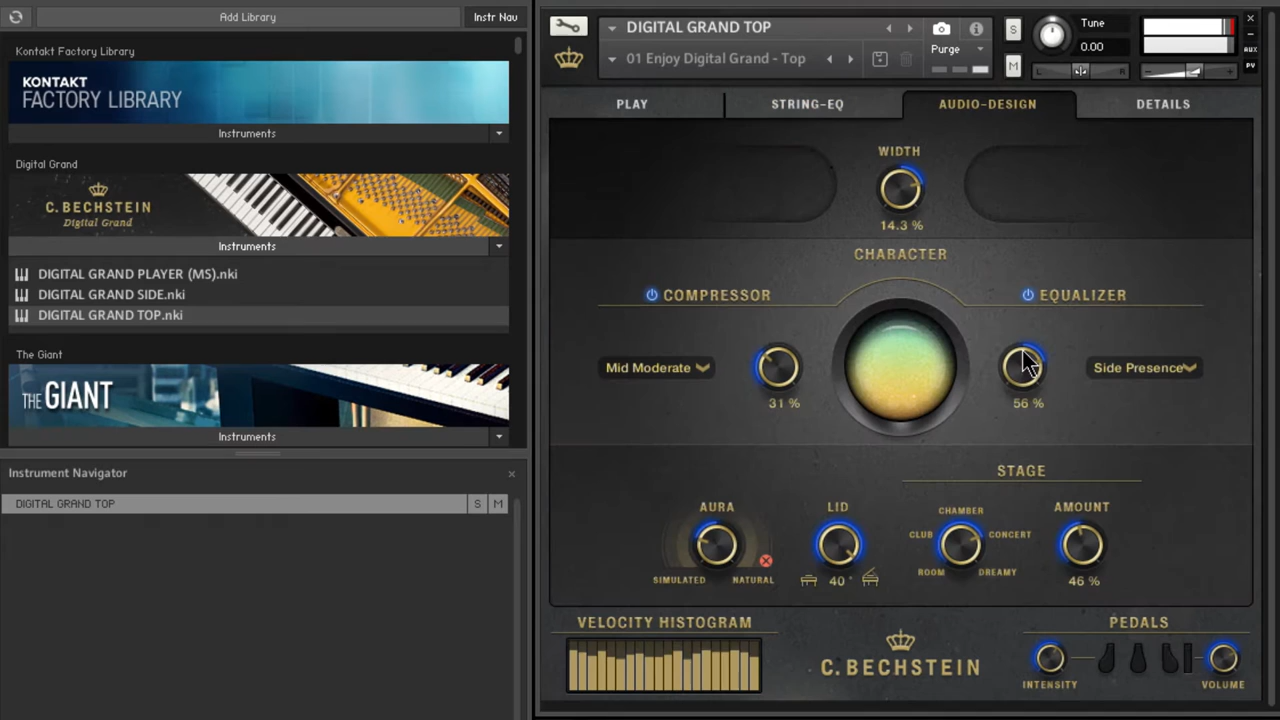 Add Library
Instr Nav
Kontakt Factory Library
KONTAKT
FACTORY LIBRARY
Instruments
Digital Grand
C. BECHSTEIN
Digital Grand
Instruments
DIGITAL GRAND PLAYER (MS).nki
DIGITAL GRAND SIDE.nki
DIGITAL GRAND TOP.nki
The Giant
THE GIANT
Instruments
Instrument Navigator
DIGITAL GRAND TOP
S
M
DIGITAL GRAND TOP
01 Enjoy Digital Grand - Top
Purge
S
M
Tune
0.00
L
R
AUX
PV
PLAY
STRING-EQ
AUDIO-DESIGN
DETAILS
WIDTH
14.3 %
CHARACTER
COMPRESSOR
EQUALIZER
Mid Moderate
31 %
56 %
Side Presence
STAGE
AURA
LID
CHAMBER
AMOUNT
CLUB
CONCERT
ROOM
DREAMY
SIMULATED
NATURAL
40 °
46 %
VELOCITY HISTOGRAM
C. BECHSTEIN
PEDALS
INTENSITY
VOLUME